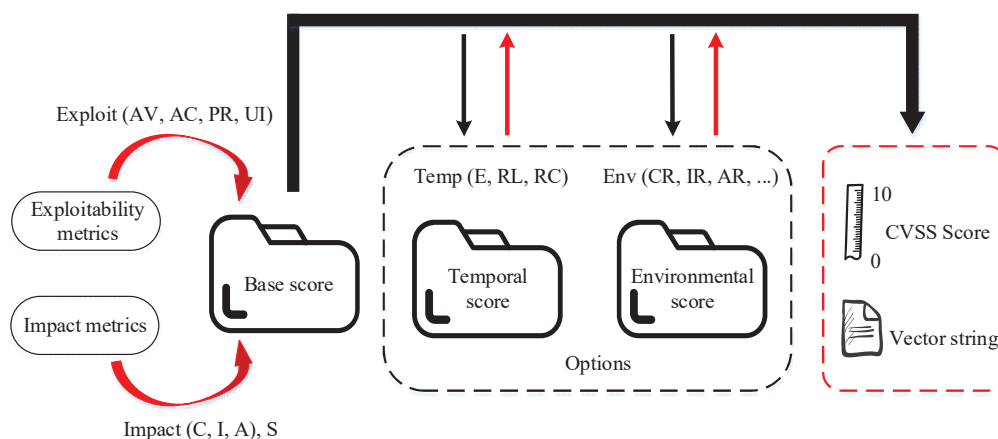 Exploit (AV, AC, PR, UI)
Exploitability
metrics
Impact metrics
Impact (C, I, A), S
Base score
Temp (E, RL, RC)
Env (CR, IR, AR, ...)
Temporal
score
Environmental
score
Options
10
CVSS Score
0
Vector string